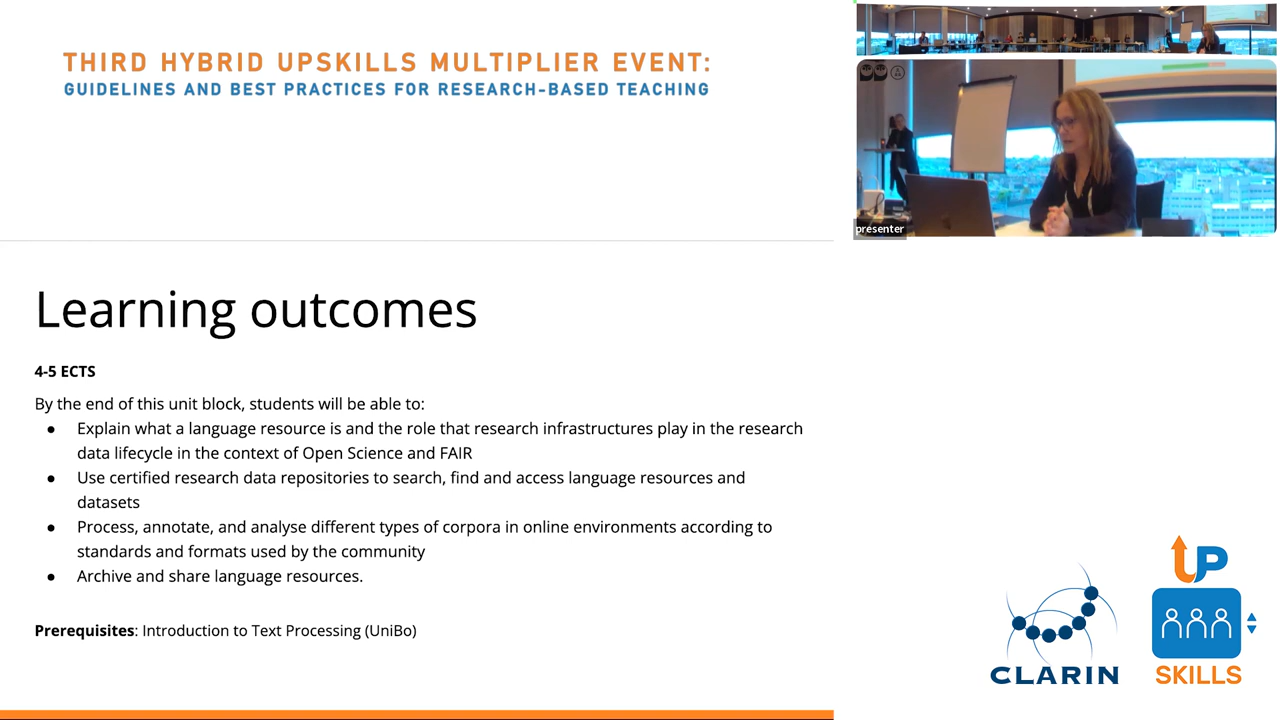 THIRD HYBRID UPSKILLS MULTIPLIER EVENT:
GUIDELINES AND BEST PRACTICES FOR RESEARCH-BASED TEACHING
presenter
Learning outcomes
4-5 ECTS
By the end of this unit block, students will be able to:
● Explain what a language resource is and the role that research infrastructures play in the research
data lifecycle in the context of Open Science and FAIR
● Use certified research data repositories to search, find and access language resources and
datasets
● Process, annotate, and analyse different types of corpora in online environments according to
standards and formats used by the community
● Archive and share language resources.
Prerequisites: Introduction to Text Processing (UniBo)
CLARIN
UP
SKILLS